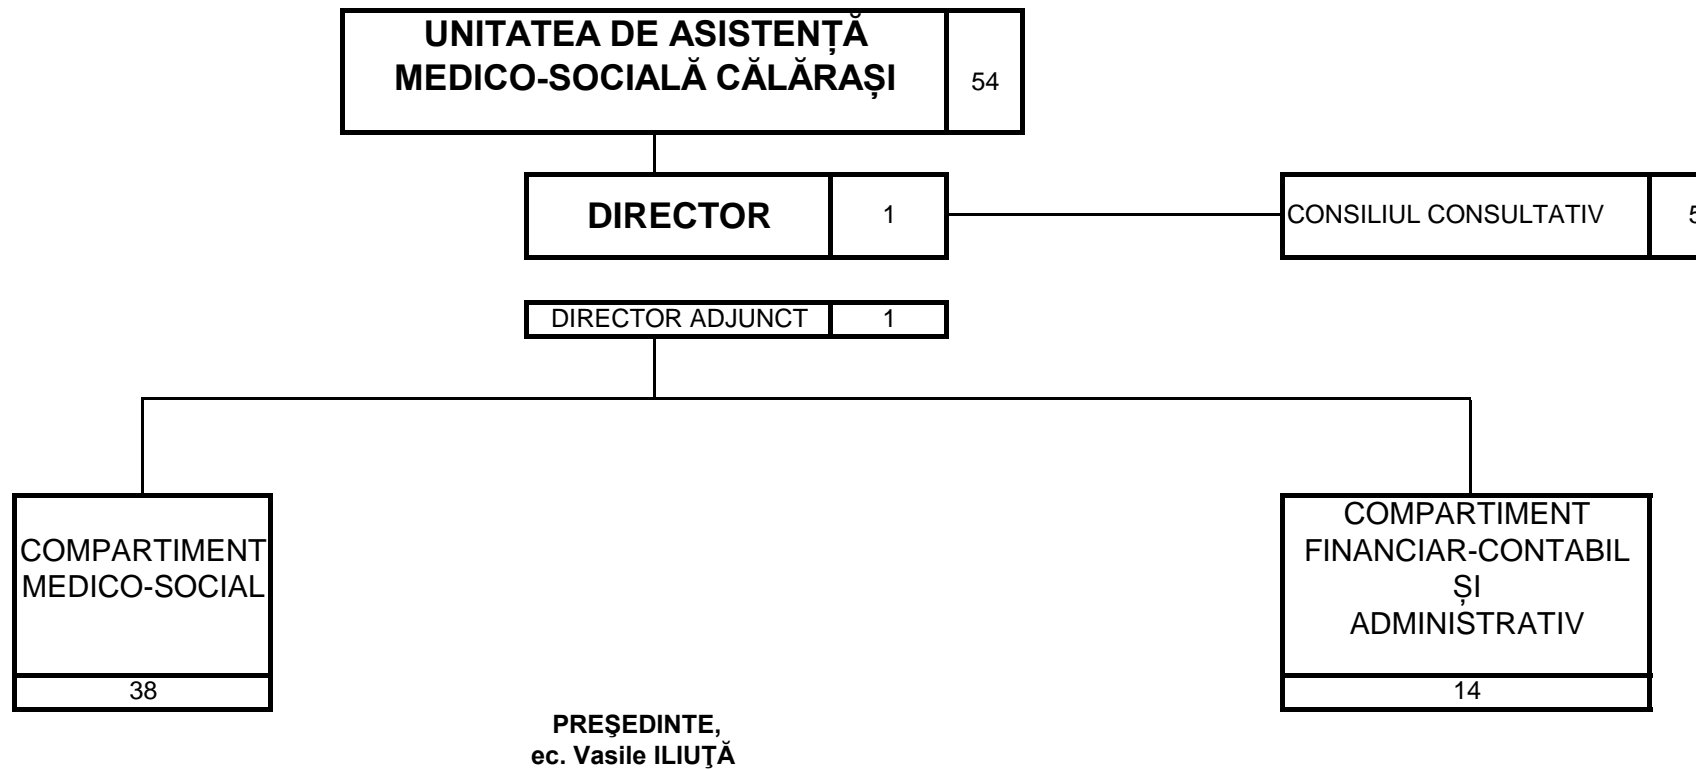 UNITATEA DE ASISTENȚĂ
MEDICO-SOCIALĂ CĂLĂRAȘI
54
DIRECTOR
1
CONSILIUL CONSULTATIV
5
DIRECTOR ADJUNCT
1
COMPARTIMENT
MEDICO-SOCIAL
38
COMPARTIMENT
FINANCIAR-CONTABIL
ȘI
ADMINISTRATIV
14
PREŞEDINTE,
ec. Vasile ILIUŢĂ